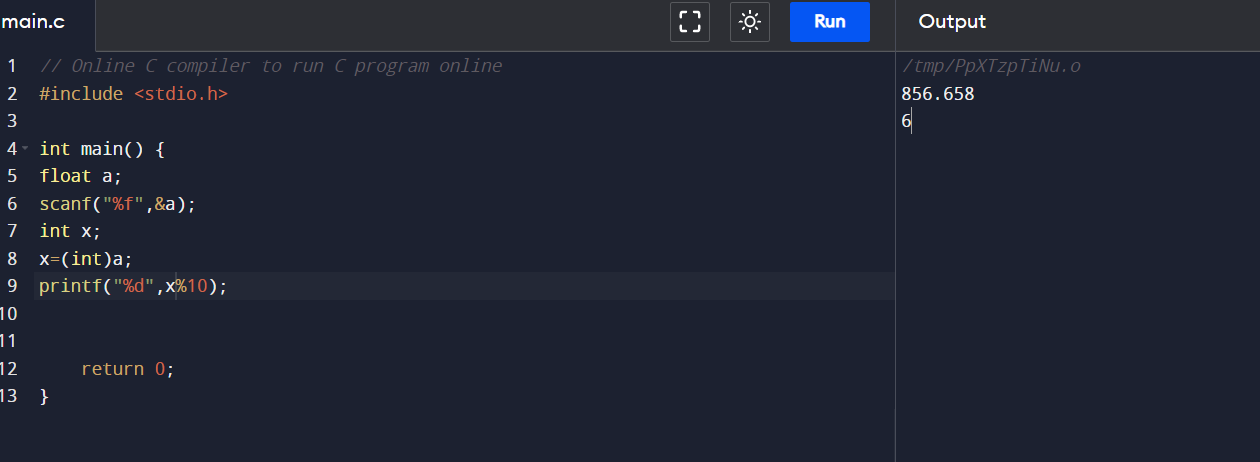 main.c
Run
Output
1 // Online C compiler to run C program online
2 #include <stdio.h>
3
4 int main() {
5 float a;
6 scanf("%f",&a);
7 int x;
8 x=(int)a;
9 printf("%d",x%10);
10
11
12     return 0;
13 }
/tmp/PpXTzpTiNu.o
856.658
6